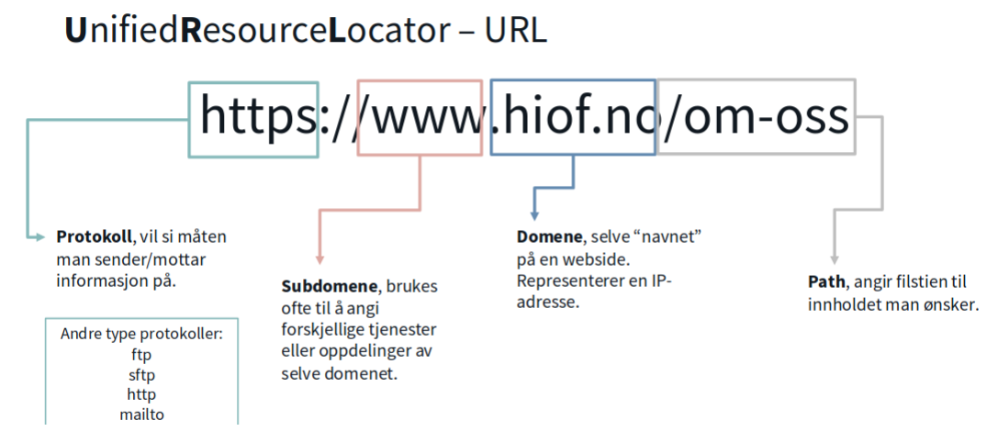 UnifiedResourceLocator – URL
https://www.hiof.no/om-oss
Protokoll, vil si måten
man sender/mottar
informasjon på.
Andre type protokoller:
ftp
sftp
http
mailto
Subdomene, brukes
ofte til å angi
forskjellige tjenester
eller oppdelinger av
selve domenet.
Domene, selve “navnet”
på en webside.
Representerer en IP-
adresse.
Path, angir filstien til
innholdet man ønsker.